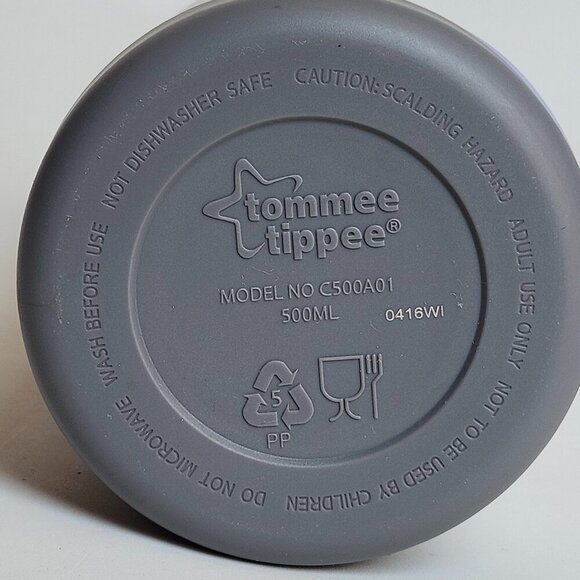 CAUTION: SCALDING HAZARD ADULT USE ONLY NOT TO BE USED BY CHILDREN DO NOT MICROWAVE WASH BEFORE USE NOT DISHWASHER SAFE
tommee
tippee®
MODEL NO C500A01
500ML 0416WI
5
PP